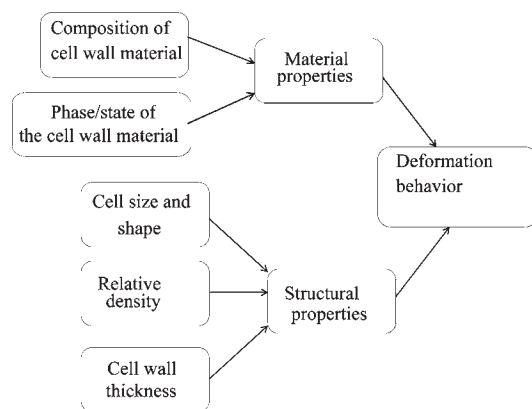 Composition of
cell wall material
Material
properties
Phase/state of
the cell wall material
Deformation
behavior
Cell size and
shape
Relative
density
Structural
properties
Cell wall
thickness